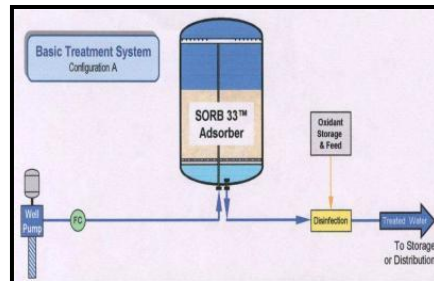 Basic Treatment System
Configuration A
SORB 33™
Adsorber
Oxidant
Storage
& Feed
Well
Pump
FC
Disinfection
Treated Water
To Storage
or Distribution